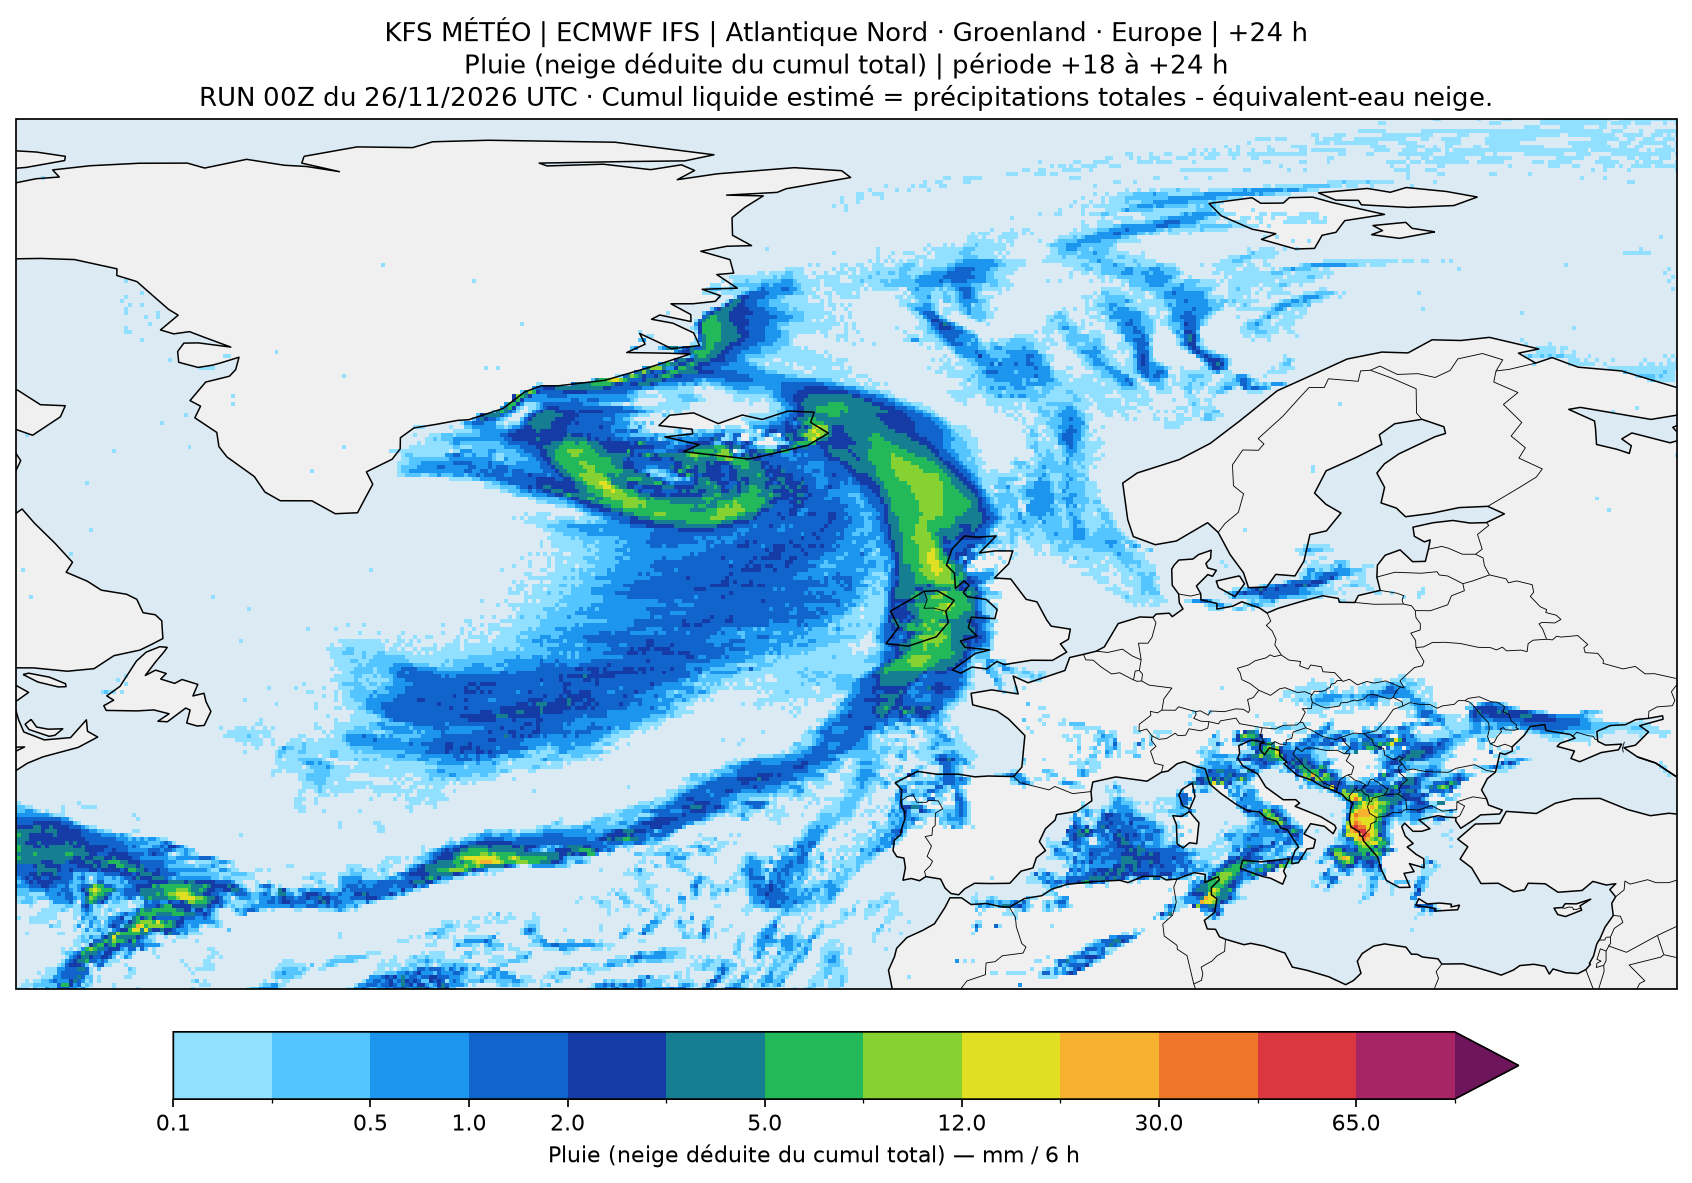 KFS MÉTÉO | ECMWF IFS | Atlantique Nord · Groenland · Europe | +24 h
Pluie (neige déduite du cumul total) | période +18 à +24 h
RUN 00Z du 26/11/2026 UTC · Cumul liquide estimé = précipitations totales - équivalent-eau neige.
0.1 0.5 1.0 2.0 5.0 12.0 30.0 65.0
Pluie (neige déduite du cumul total) — mm / 6 h